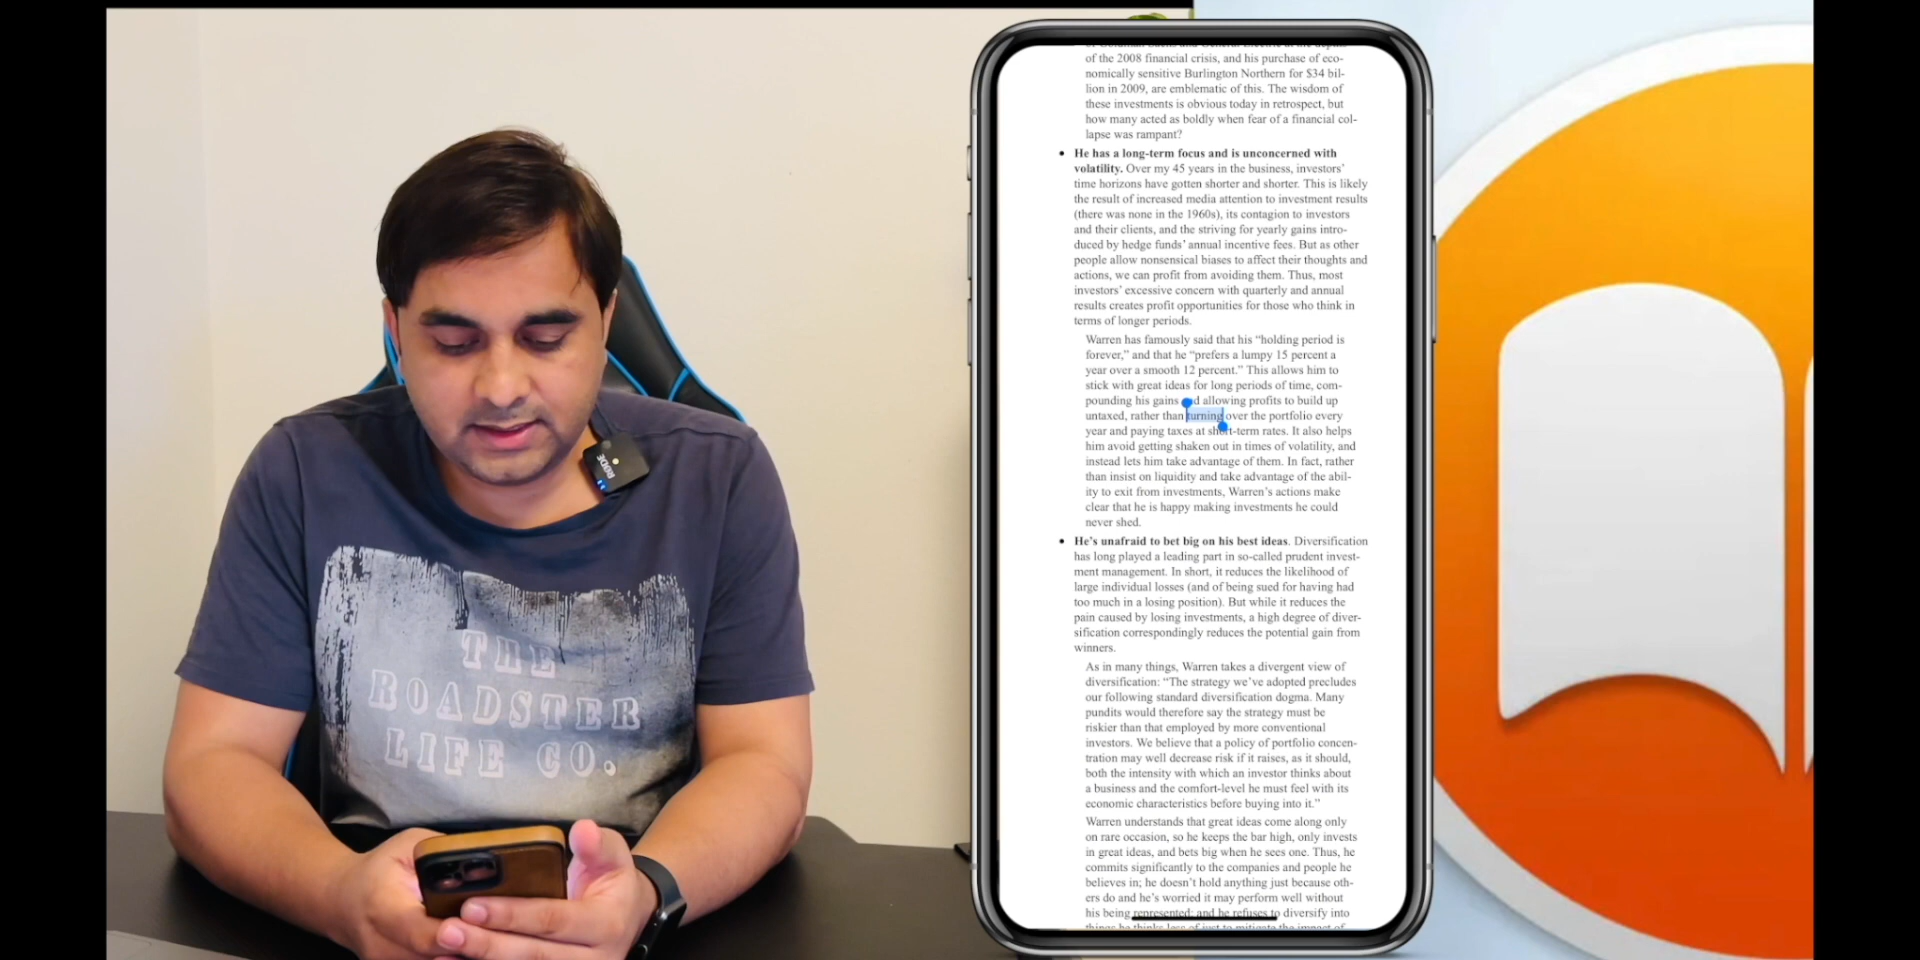 of the 2008 financial crisis, and his purchase of eco-
nomically sensitive Burlington Northern for $34 bil-
lion in 2009, are emblematic of this. The wisdom of
these investments is obvious today in retrospect, but
how many acted as boldly when fear of a financial col-
lapse was rampant?
• He has a long-term focus and is unconcerned with
volatility. Over my 45 years in the business, investors'
time horizons have gotten shorter and shorter. This is likely
the result of increased media attention to investment results
(there was none in the 1960s), its contagion to investors
and their clients, and the striving for yearly gains intro-
duced by hedge funds' annual incentive fees. But as other
people allow nonsensical biases to affect their thoughts and
actions, we can profit from avoiding them. Thus, most
investors' excessive concern with quarterly and annual
results creates profit opportunities for those who think in
terms of longer periods.
Warren has famously said that his "holding period is
forever," and that he "prefers a lumpy 15 percent a
year over a smooth 12 percent." This allows him to
stick with great ideas for long periods of time, com-
pounding his gains and allowing profits to build up
untaxed, rather than turning over the portfolio every
year and paying taxes at short-term rates. It also helps
him avoid getting shaken out in times of volatility, and
instead lets him take advantage of them. In fact, rather
than insist on liquidity and take advantage of the abil-
ity to exit from investments, Warren's actions make
clear that he is happy making investments he could
never shed.
• He's unafraid to bet big on his best ideas. Diversification
has long played a leading part in so-called prudent invest-
ment management. In short, it reduces the likelihood of
large individual losses (and of being sued for having had
too much in a losing position). But while it reduces the
pain caused by losing investments, a high degree of diver-
sification correspondingly reduces the potential gain from
winners.
As in many things, Warren takes a divergent view of
diversification: "The strategy we've adopted precludes
our following standard diversification dogma. Many
pundits would therefore say the strategy must be
riskier than that employed by more conventional
investors. We believe that a policy of portfolio concen-
tration may well decrease risk if it raises, as it should,
both the intensity with which an investor thinks about
a business and the comfort-level he must feel with its
economic characteristics before buying into it."
Warren understands that great ideas come along only
on rare occasion, so he keeps the bar high, only invests
in great ideas, and bets big when he sees one. Thus, he
commits significantly to the companies and people he
believes in; he doesn't hold anything just because oth-
ers do and he's worried it may perform well without
his being represented; and he refuses to diversify into
things he thinks less of just to mitigate the impact of
RØDE
THE
ROADSTER
LIFE CO.